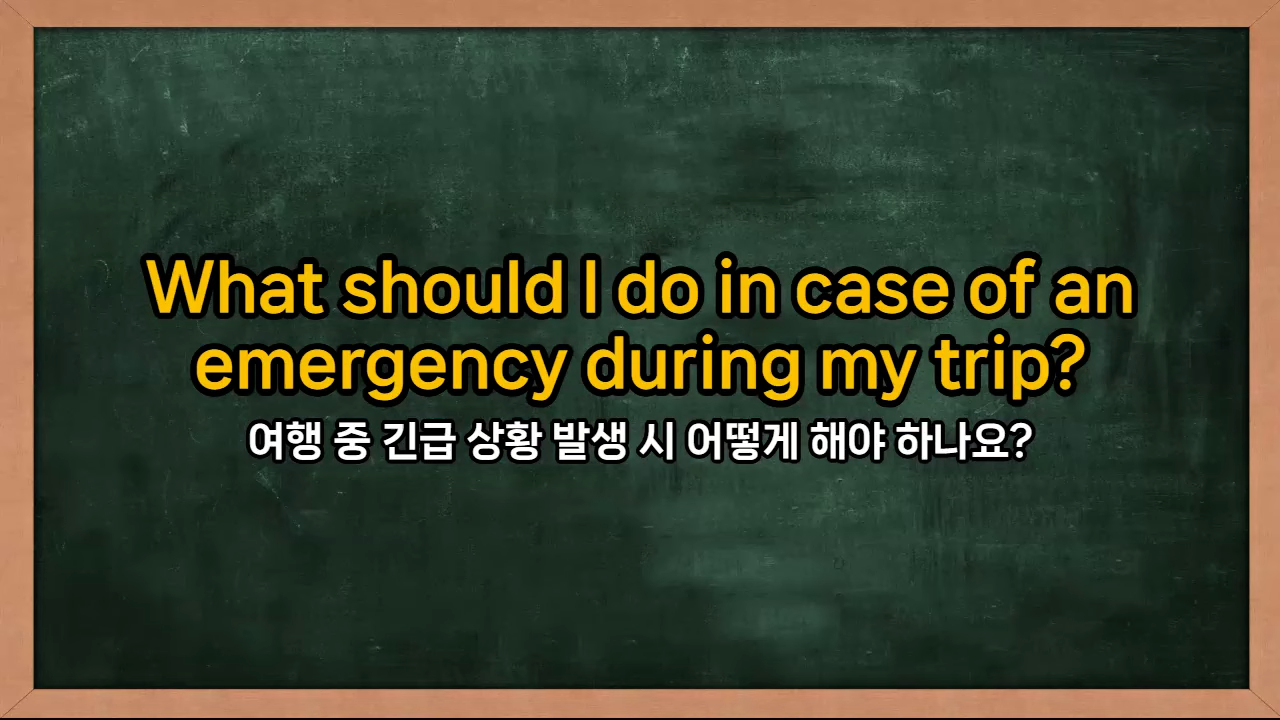 What should I do in case of an
emergency during my trip?
여행 중 긴급 상황 발생 시 어떻게 해야 하나요?